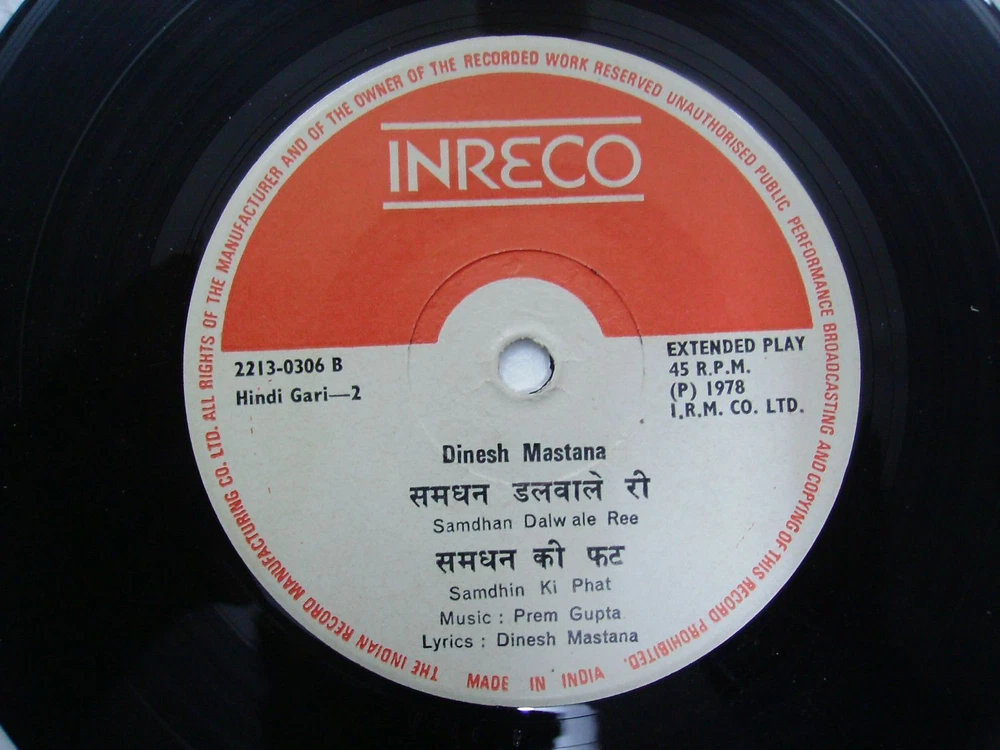 THE INDIAN RECORD MANUFACTURING CO. LTD. ALL RIGHTS OF THE MANUFACTURER AND OF THE OWNER OF THE RECORDED WORK RESERVED UNAUTHORISED PUBLIC PERFORMANCE BROADCASTING AND COPYING OF THIS RECORD PROHIBITED.
INRECO
2213-0306 B
Hindi Gari—2
EXTENDED PLAY
45 R.P.M.
(P) 1978
I.R.M. CO. LTD.
Dinesh Mastana
समधन डलवाले री
Samdhan Dalwale Ree
समधन की फट
Samdhin Ki Phat
Music : Prem Gupta
Lyrics : Dinesh Mastana
MADE IN INDIA